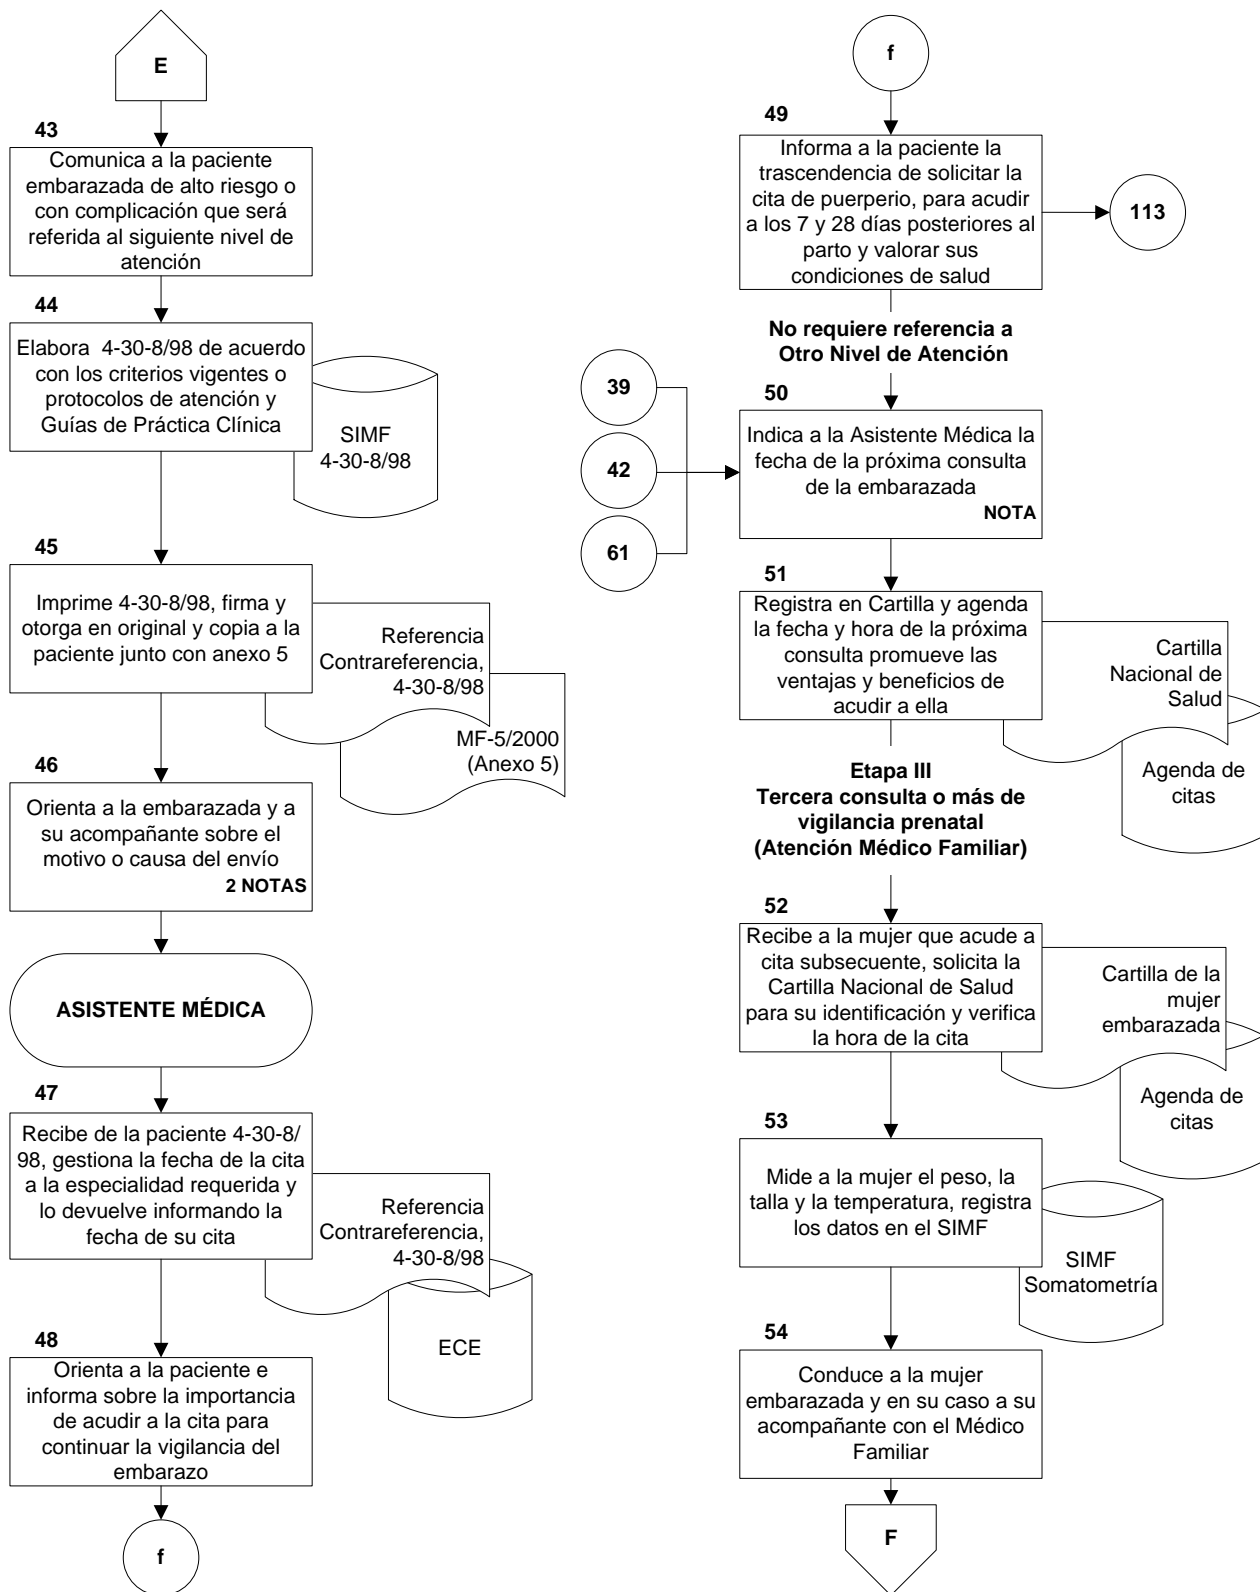 E
43
Comunica a la paciente
embarazada de alto riesgo o
con complicación que será
referida al siguiente nivel de
atención
44
Elabora 4-30-8/98 de acuerdo
con los criterios vigentes o
protocolos de atención y
Guías de Práctica Clínica
SIMF
4-30-8/98
45
Imprime 4-30-8/98, firma y
otorga en original y copia a la
paciente junto con anexo 5
Referencia
Contrareferencia,
4-30-8/98
MF-5/2000
(Anexo 5)
46
Orienta a la embarazada y a
su acompañante sobre el
motivo o causa del envío
2 NOTAS
ASISTENTE MÉDICA
47
Recibe de la paciente 4-30-8/
98, gestiona la fecha de la cita
a la especialidad requerida y
lo devuelve informando la
fecha de su cita
Referencia
Contrareferencia,
4-30-8/98
ECE
48
Orienta a la paciente e
informa sobre la importancia
de acudir a la cita para
continuar la vigilancia del
embarazo
f
f
49
Informa a la paciente la
trascendencia de solicitar la
cita de puerperio, para acudir
a los 7 y 28 días posteriores al
parto y valorar sus
condiciones de salud
113
No requiere referencia a
Otro Nivel de Atención
39
42
61
50
Indica a la Asistente Médica la
fecha de la próxima consulta
de la embarazada
NOTA
51
Registra en Cartilla y agenda
la fecha y hora de la próxima
consulta promueve las
ventajas y beneficios de
acudir a ella
Cartilla
Nacional de
Salud
Agenda de
citas
Etapa III
Tercera consulta o más de
vigilancia prenatal
(Atención Médico Familiar)
52
Recibe a la mujer que acude a
cita subsecuente, solicita la
Cartilla Nacional de Salud
para su identificación y verifica
la hora de la cita
Cartilla de la
mujer
embarazada
Agenda de
citas
53
Mide a la mujer el peso, la
talla y la temperatura, registra
los datos en el SIMF
SIMF
Somatometría
54
Conduce a la mujer
embarazada y en su caso a su
acompañante con el Médico
Familiar
F